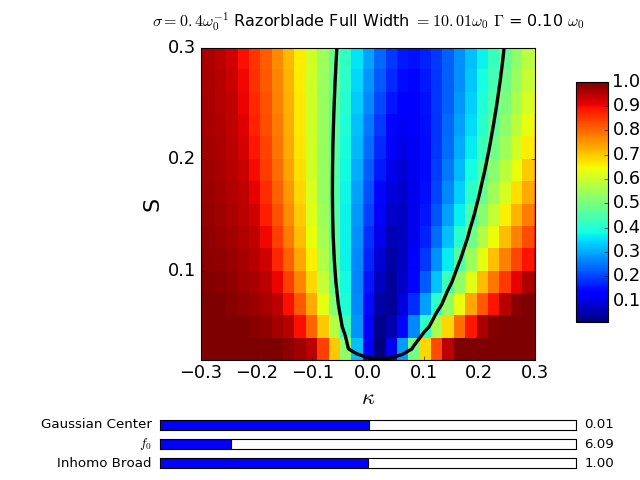 σ = 0.4ω₀⁻¹ Razorblade Full Width = 10.01ω₀ Γ = 0.10 ω₀
0.3
0.2
0.1
S
−0.3 −0.2 −0.1 0.0 0.1 0.2 0.3
κ
1.0
0.9
0.8
0.7
0.6
0.5
0.4
0.3
0.2
0.1
Gaussian Center 0.01
f₀ 6.09
Inhomo Broad 1.00